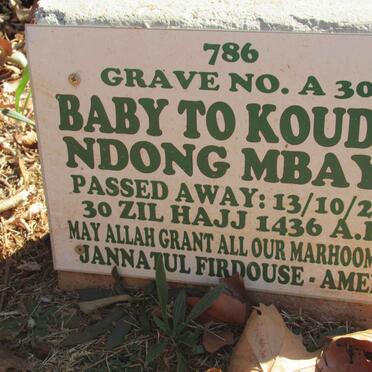 786
GRAVE NO. A 30
BABY TO KOUD
NDONG MBAY
PASSED AWAY: 13/10/2
30 ZIL HAJJ 1436 A.
MAY ALLAH GRANT ALL OUR MARHOOM
JANNATUL FIRDOUSE - AME